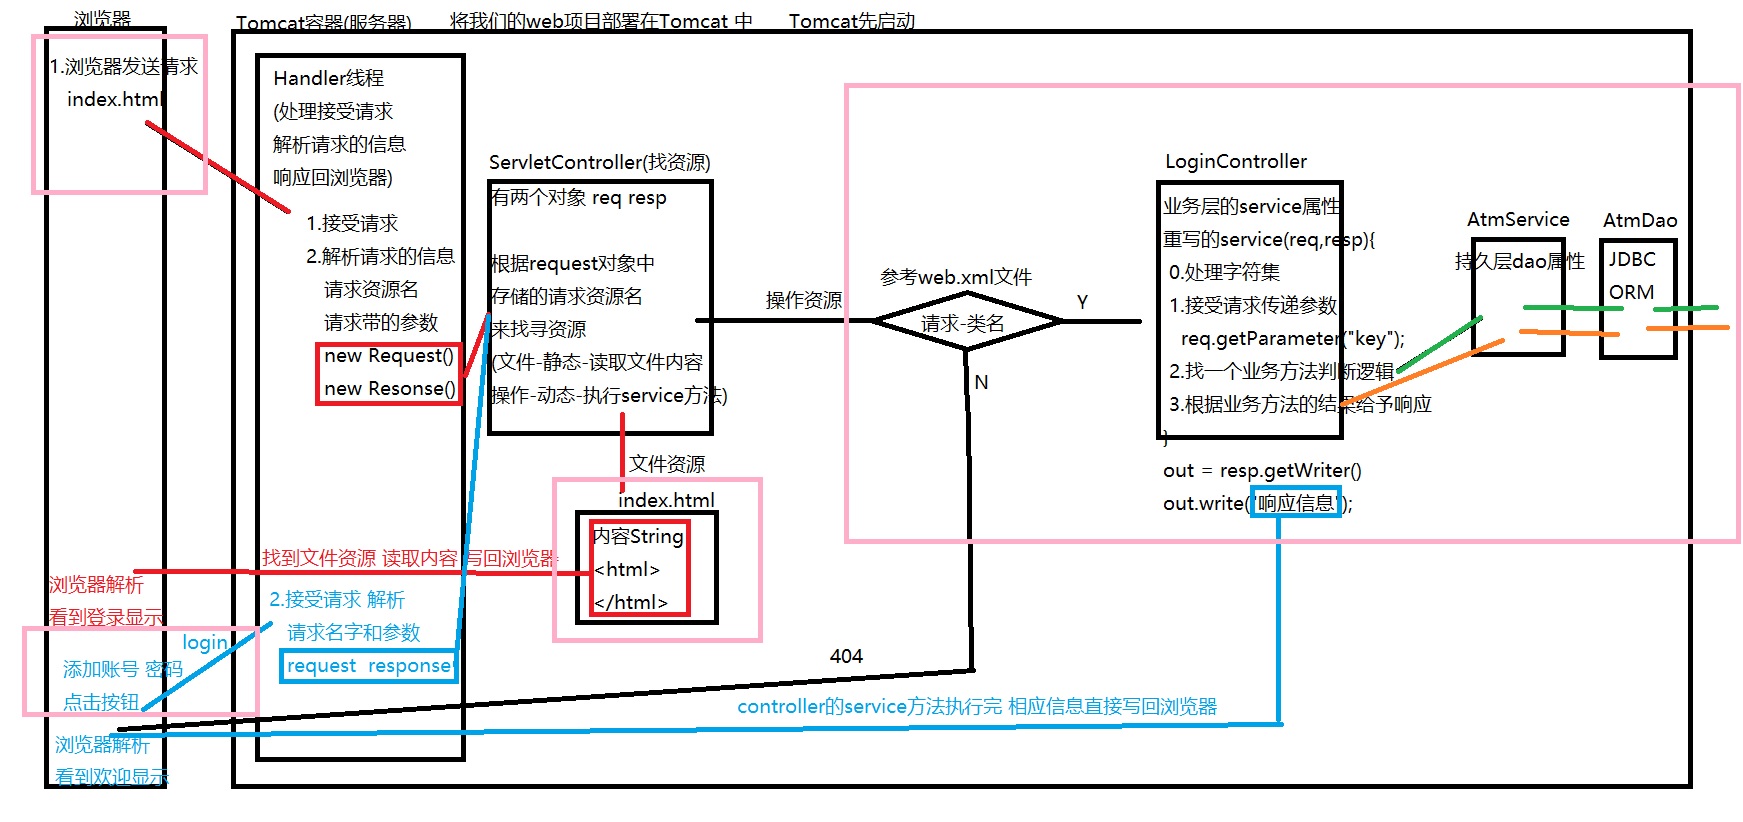 浏览器
Tomcat容器(服务器)
将我们的web项目部署在Tomcat 中
Tomcat先启动
1.浏览器发送请求
index.html
Handler线程
(处理接受请求
解析请求的信息
响应回浏览器)
1.接受请求
2.解析请求的信息
请求资源名
请求带的参数
new Request()
new Resonse()
ServletController(找资源)
有两个对象 req resp
根据request对象中
存储的请求资源名
来找寻资源
(文件-静态-读取文件内容
操作-动态-执行service方法)
文件资源
index.html
内容String
<html>
</html>
操作资源
参考web.xml文件
请求-类名
Y
N
404
LoginController
业务层的service属性
重写的service(req,resp){
0.处理字符集
1.接受请求传递参数
req.getParameter("key");
2.找一个业务方法判断逻辑
3.根据业务方法的结果给予响应
}
out = resp.getWriter()
out.write("响应信息");
AtmService
持久层dao属性
AtmDao
JDBC
ORM
找到文件资源 读取内容 写回浏览器
浏览器解析
看到登录显示
2.接受请求 解析
请求名字和参数
request response
login
添加账号 密码
点击按钮
controller的service方法执行完 相应信息直接写回浏览器
浏览器解析
看到欢迎显示